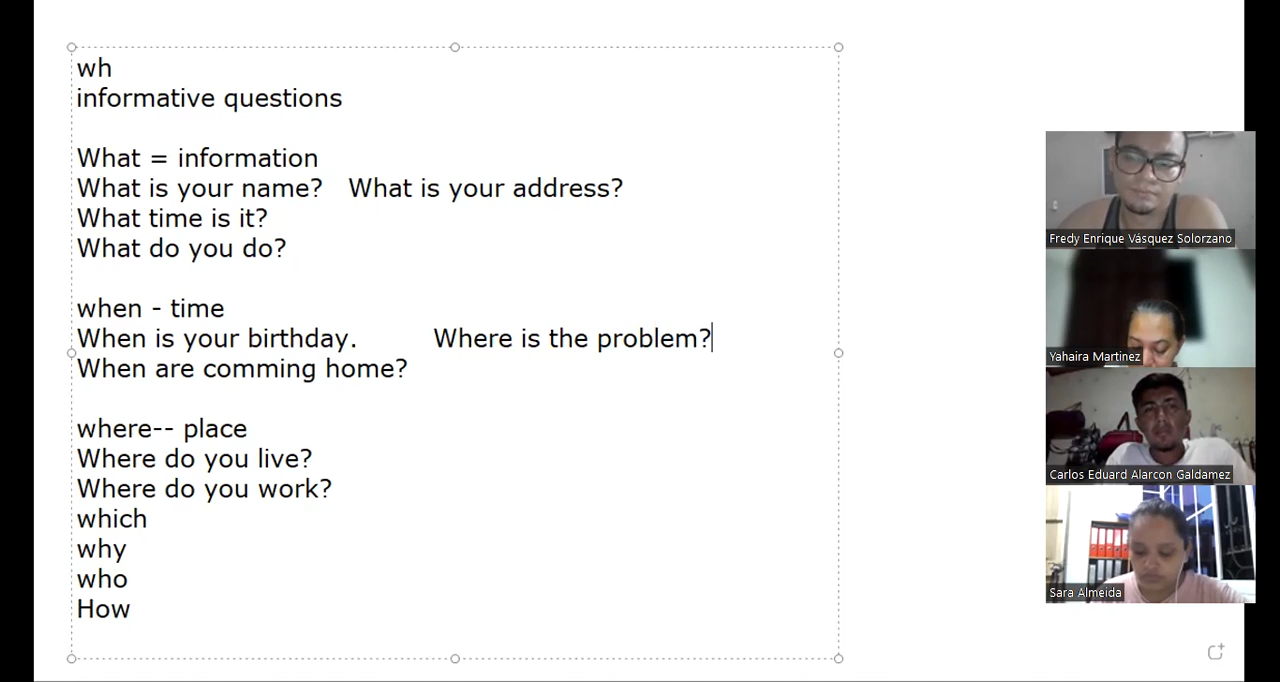 wh
informative questions
What = information
What is your name? What is your address?
What time is it?
What do you do?
when - time
When is your birthday. Where is the problem?
When are comming home?
where-- place
Where do you live?
Where do you work?
which
why
who
How
Fredy Enrique Vásquez Solorzano
Yahaira Martinez
Carlos Eduard Alarcon Galdamez
Sara Almeida